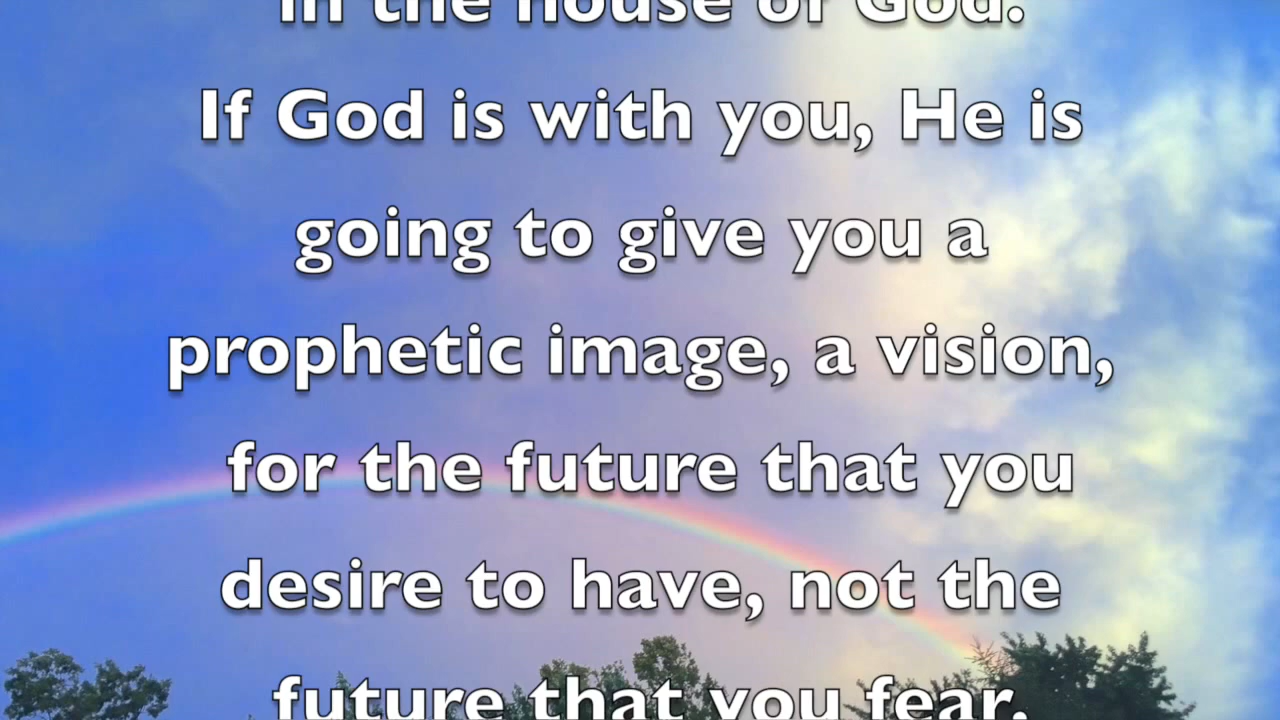 in the house of God.
If God is with you, He is
going to give you a
prophetic image, a vision,
for the future that you
desire to have, not the
future that you fear.